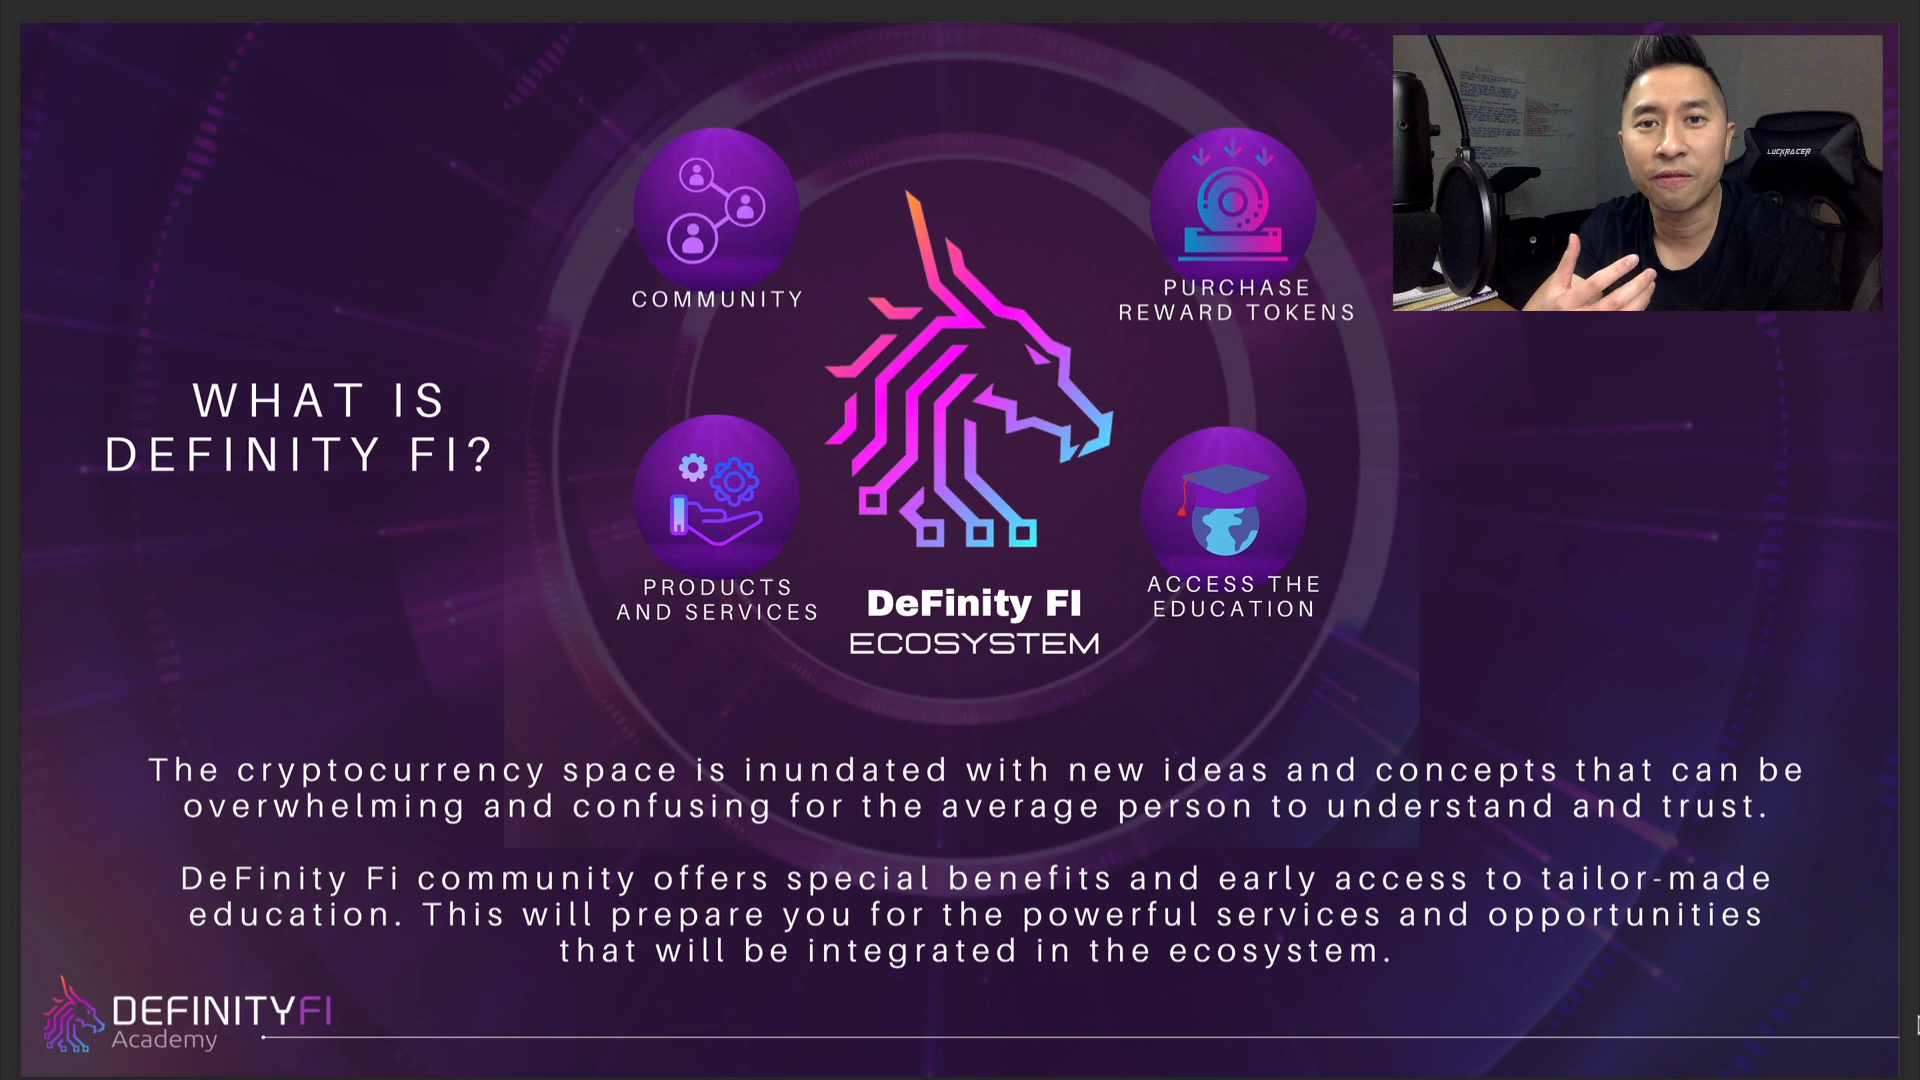 COMMUNITY
PURCHASE
REWARD TOKENS
LUCKRACER
WHAT IS
DEFINITY FI?
PRODUCTS
AND SERVICES
ACCESS THE
EDUCATION
DeFinity FI
ECOSYSTEM
The cryptocurrency space is inundated with new ideas and concepts that can be
overwhelming and confusing for the average person to understand and trust.
DeFinity Fi community offers special benefits and early access to tailor-made
education. This will prepare you for the powerful services and opportunities
that will be integrated in the ecosystem.
DEFINITYFI
Academy